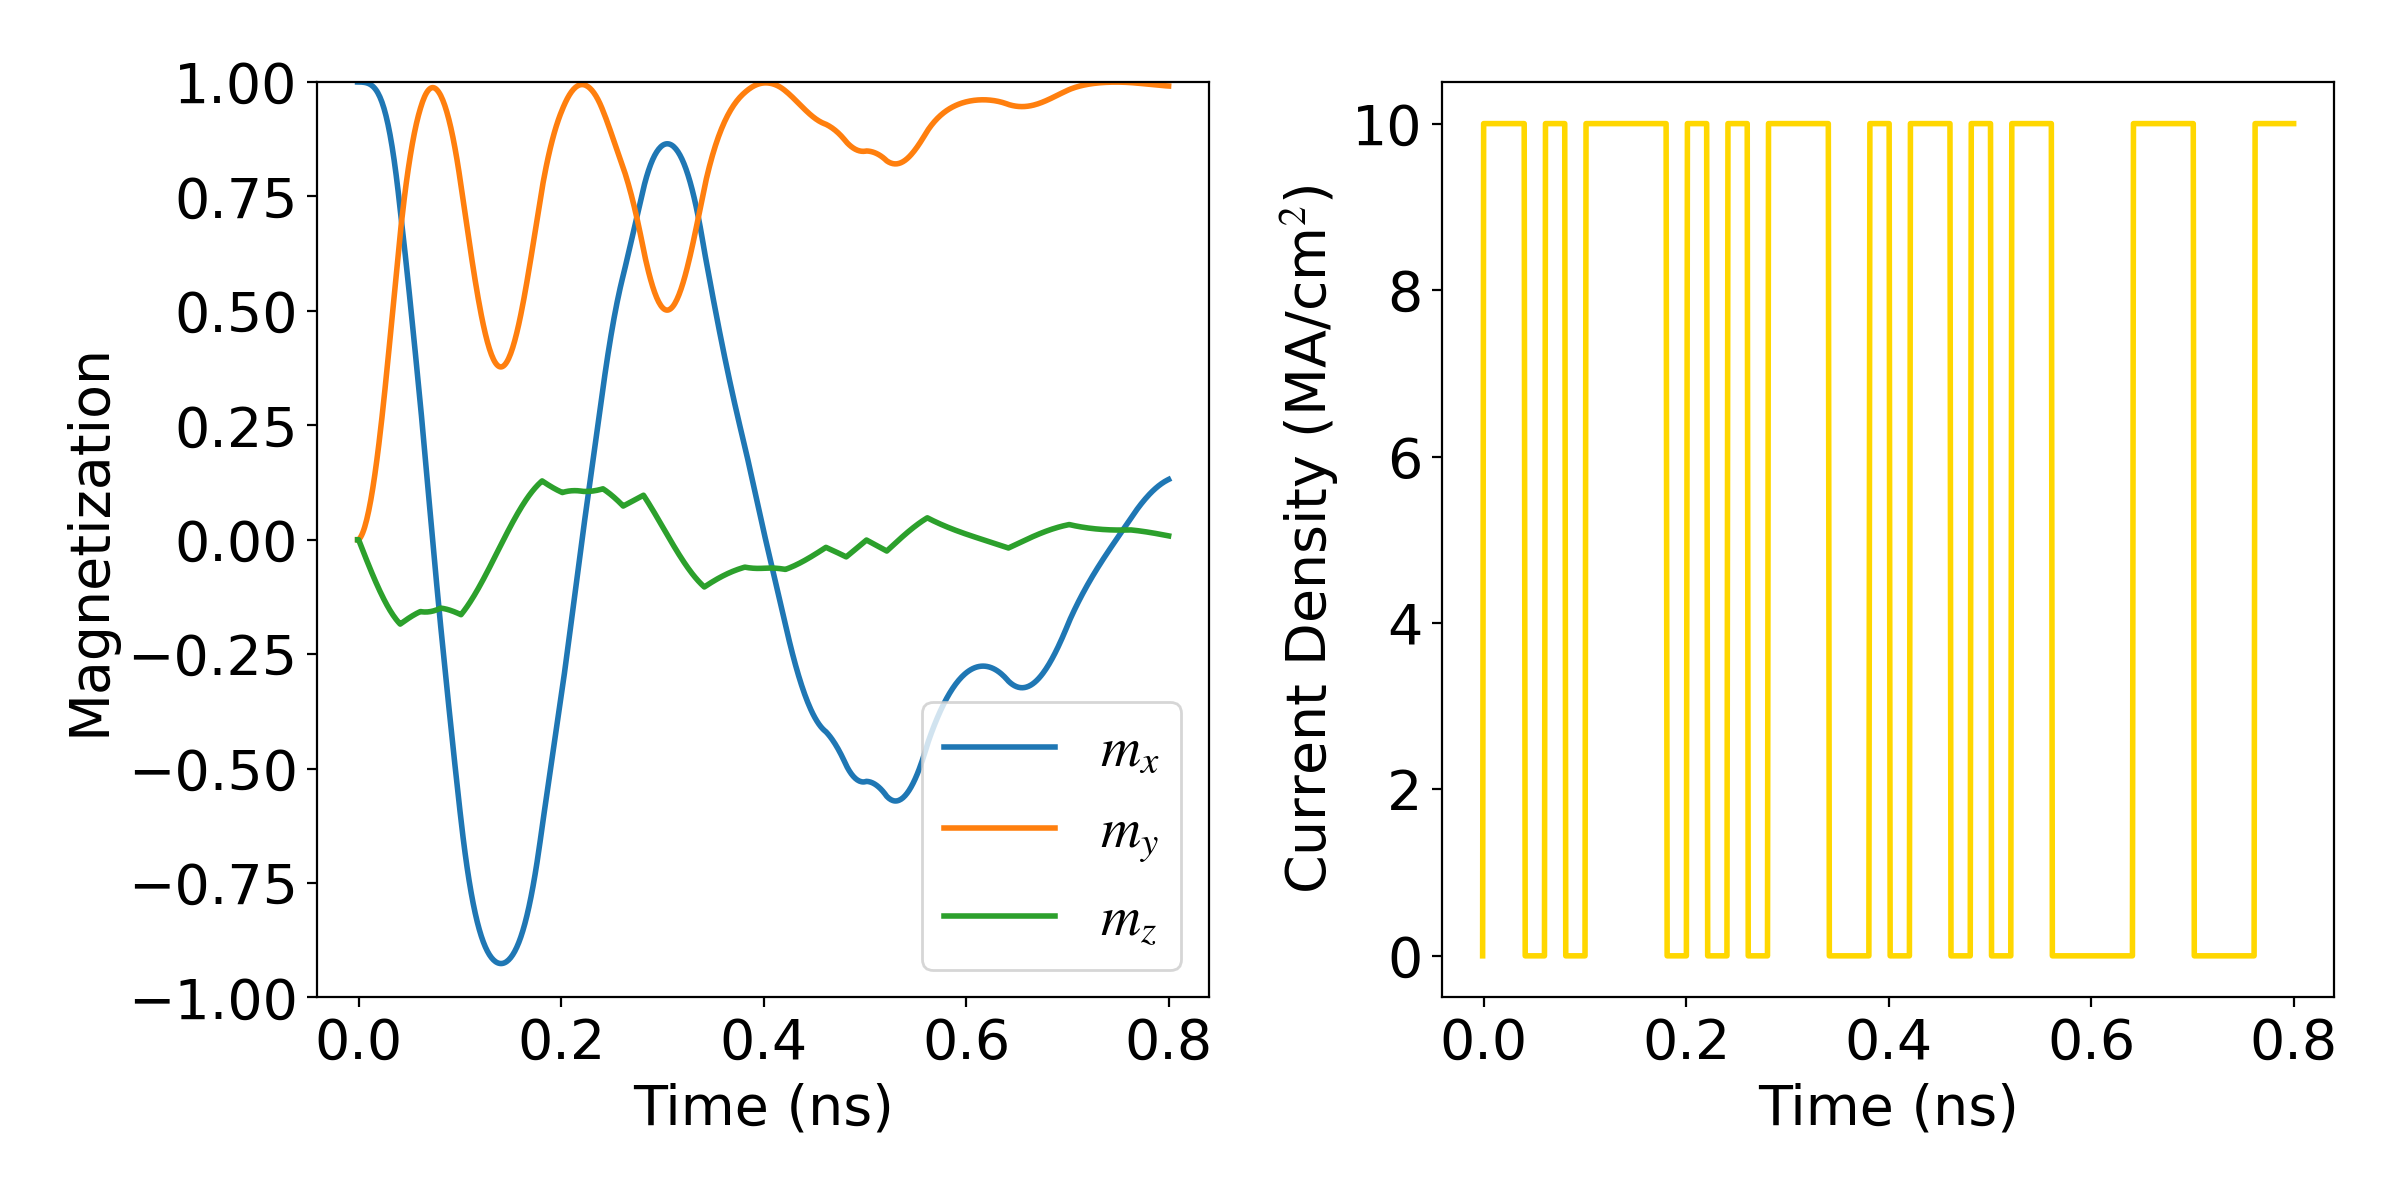 Magnetization
1.00
0.75
0.50
0.25
0.00
−0.25
−0.50
−0.75
−1.00
0.0 0.2 0.4 0.6 0.8
Time (ns)
m_x
m_y
m_z
Current Density (MA/cm²)
10
8
6
4
2
0
0.0 0.2 0.4 0.6 0.8
Time (ns)